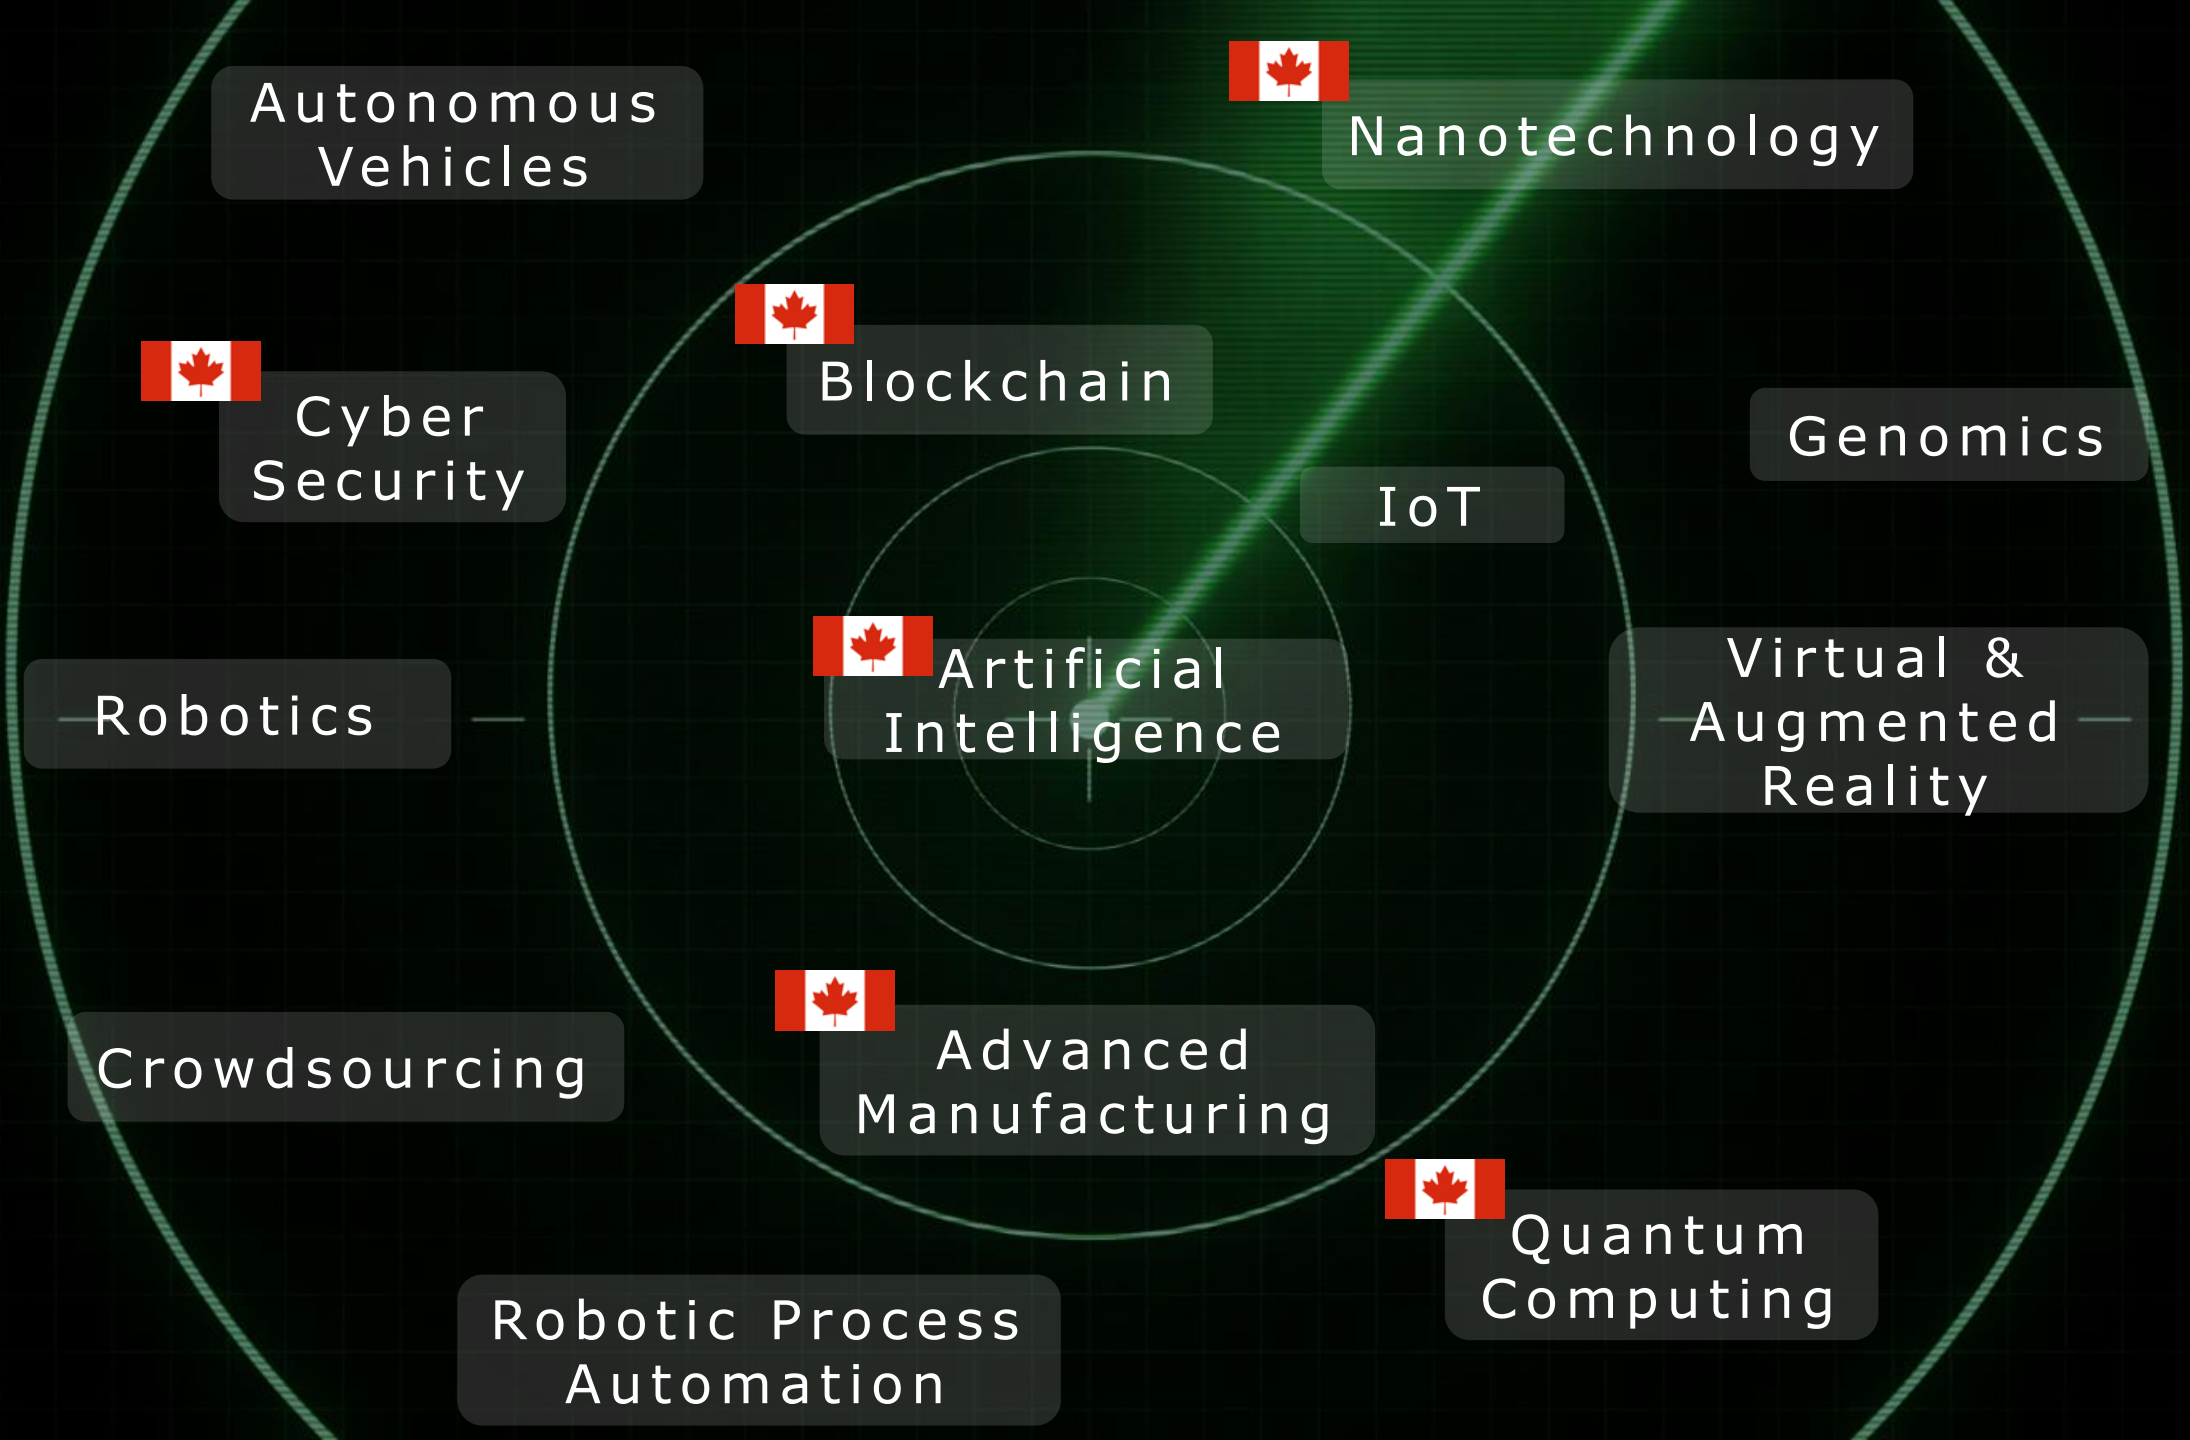 Autonomous
Vehicles
Nanotechnology
Blockchain
Cyber
Security
Genomics
IoT
Artificial
Intelligence
Robotics
Virtual &
Augmented
Reality
Crowdsourcing
Advanced
Manufacturing
Quantum
Computing
Robotic Process
Automation